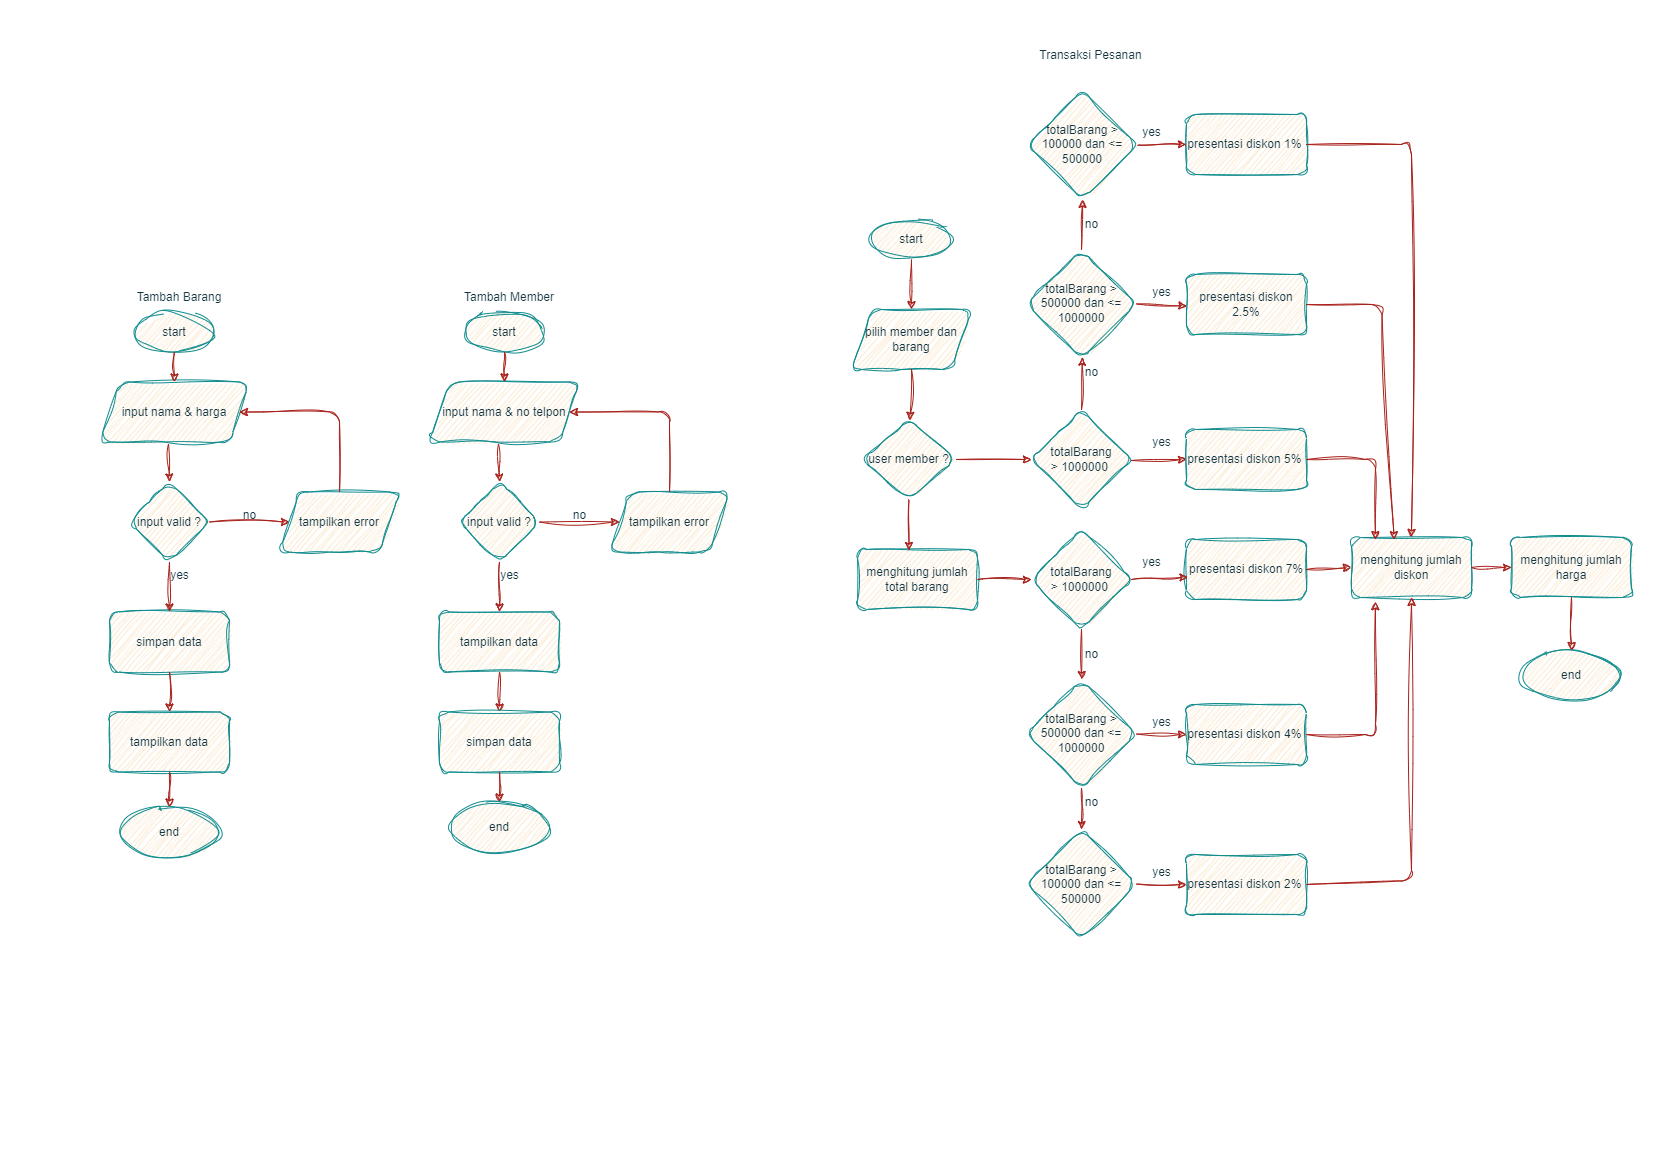 Tambah Barang
start
input nama & harga
input valid ?
no
tampilkan error
yes
simpan data
tampilkan data
end
Tambah Member
start
input nama & no telpon
input valid ?
no
tampilkan error
yes
tampilkan data
simpan data
end
Transaksi Pesanan
start
pilih member dan
barang
user member ?
menghitung jumlah
total barang
totalBarang >
100000 dan <=
500000
yes
presentasi diskon 1%
no
totalBarang >
500000 dan <=
1000000
yes
presentasi diskon
2.5%
no
totalBarang
> 1000000
yes
presentasi diskon 5%
totalBarang
> 1000000
yes
presentasi diskon 7%
no
totalBarang >
500000 dan <=
1000000
yes
presentasi diskon 4%
no
totalBarang >
100000 dan <=
500000
yes
presentasi diskon 2%
menghitung jumlah
diskon
menghitung jumlah
harga
end